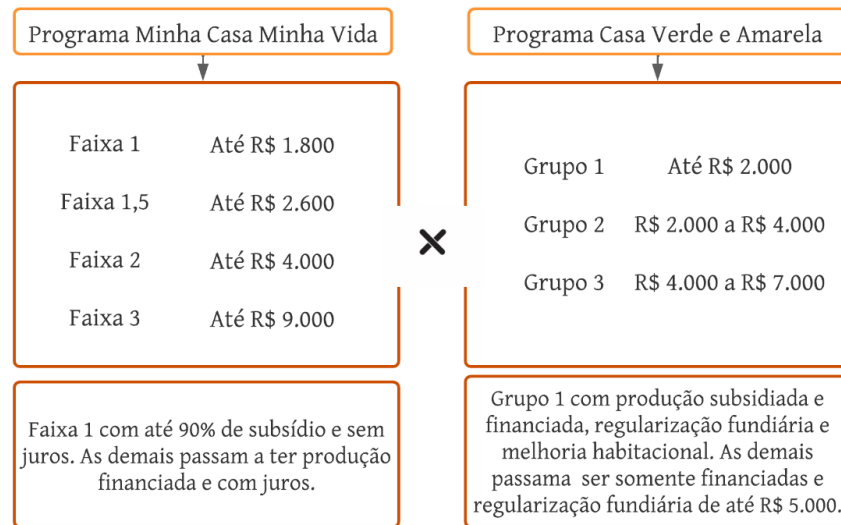 Programa Minha Casa Minha Vida
Faixa 1 Até R$ 1.800
Faixa 1,5 Até R$ 2.600
Faixa 2 Até R$ 4.000
Faixa 3 Até R$ 9.000
Faixa 1 com até 90% de subsídio e sem
juros. As demais passam a ter produção
financiada e com juros.
Programa Casa Verde e Amarela
Grupo 1 Até R$ 2.000
Grupo 2 R$ 2.000 a R$ 4.000
Grupo 3 R$ 4.000 a R$ 7.000
Grupo 1 com produção subsidiada e
financiada, regularização fundiária e
melhoria habitacional. As demais
passama ser somente financiadas e
regularização fundiária de até R$ 5.000.